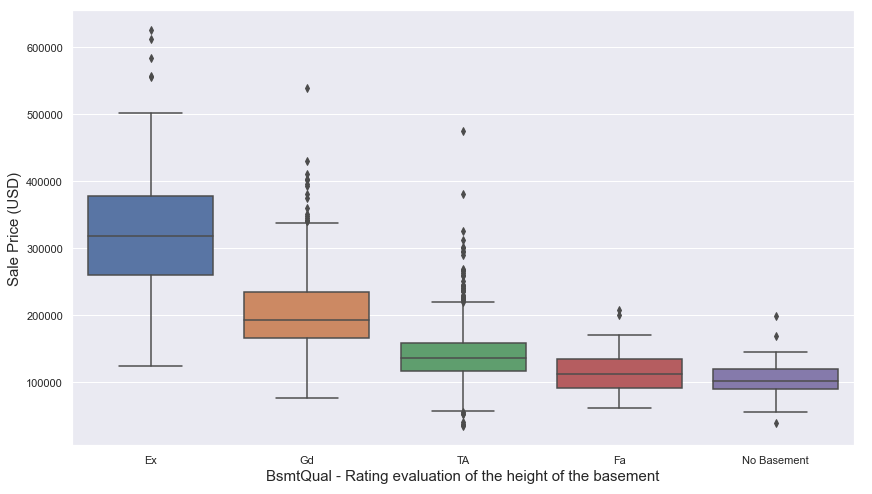 600000
500000
400000
300000
200000
100000
Sale Price (USD)
Ex
Gd
TA
Fa
No Basement
BsmtQual - Rating evaluation of the height of the basement